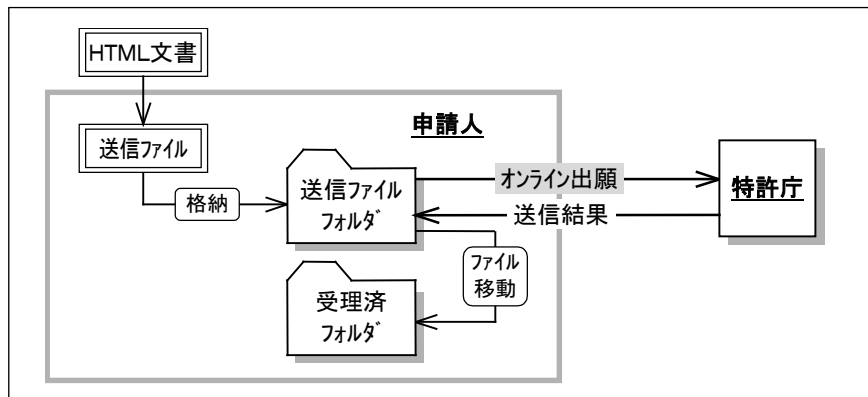 HTML文書
申請人
送信ファイル
格納
送信ファイル
フォルダ
オンライン出願
送信結果
特許庁
ファイル
移動
受理済
フォルダ